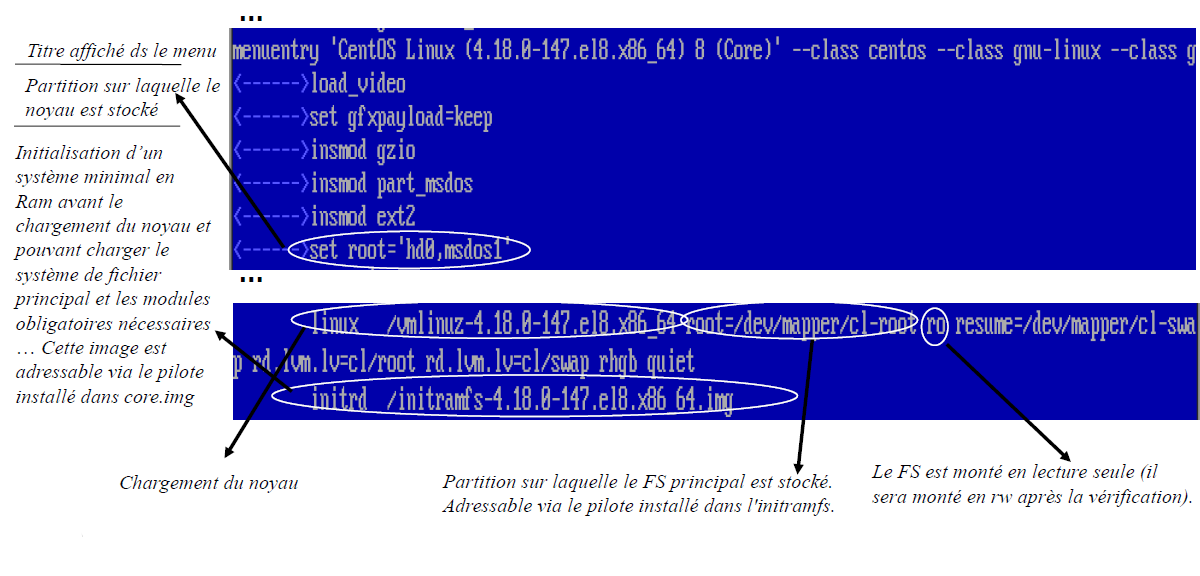 ...
Titre affiché ds le menu
menuentry 'CentOS Linux (4.18.0-147.el8.x86_64) 8 (Core)' --class centos --class gnu-linux --class g
Partition sur laquelle le
noyau est stocké
<------>load_video
<------>set gfxpayload=keep
<------>insmod gzio
<------>insmod part_msdos
<------>insmod ext2
<------>set root='hd0,msdos1'
Initialisation d’un
système minimal en
Ram avant le
chargement du noyau et
pouvant charger le
système de fichier
principal et les modules
obligatoires nécessaires
… Cette image est
adressable via le pilote
installé dans core.img
...
linux /vmlinuz-4.18.0-147.el8.x86_64 root=/dev/mapper/cl-root ro resume=/dev/mapper/cl-swa
p rd.lvm.lv=cl/root rd.lvm.lv=cl/swap rhgb quiet
initrd /initramfs-4.18.0-147.el8.x86_64.img
Chargement du noyau
Partition sur laquelle le FS principal est stocké.
Adressable via le pilote installé dans l'initramfs.
Le FS est monté en lecture seule (il
sera monté en rw après la vérification).